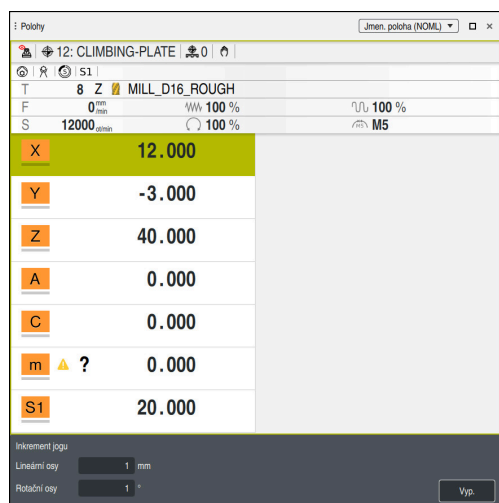 Polohy Jmen. poloha (NOML)
12: CLIMBING-PLATE 0
S1
T 8 Z MILL_D16_ROUGH
F 0 mm/min 100 % 100 %
S 12000 ot/min 100 % M5
X 12.000
Y -3.000
Z 40.000
A 0.000
C 0.000
m ? 0.000
S1 20.000
Inkrement jogu
Lineární osy 1 mm
Rotační osy 1 °
Vyp.